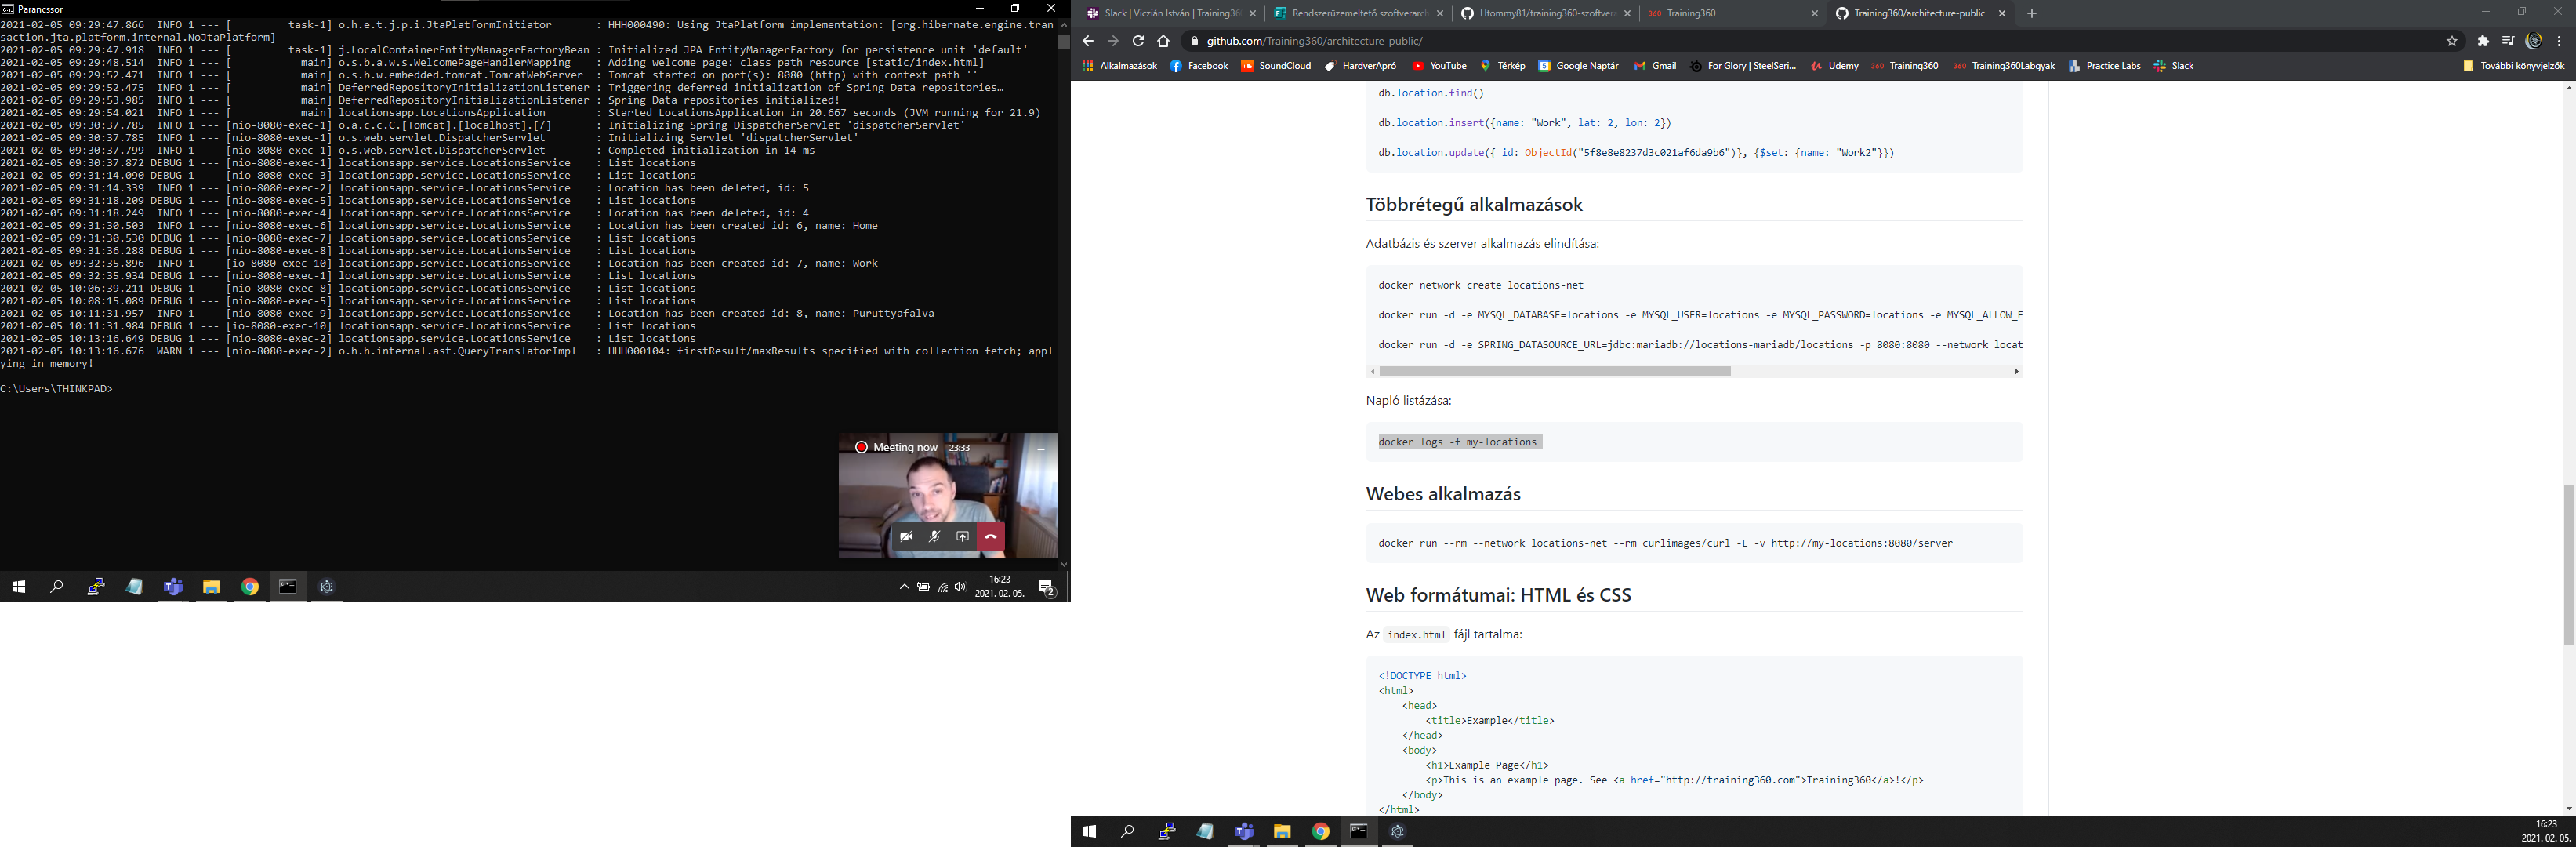 Parancssor
2021-02-05 09:29:47.866  INFO 1 --- [           task-1] o.h.e.t.j.p.i.JtaPlatformInitiator       : HHH000490: Using JtaPlatform implementation: [org.hibernate.engine.tran
saction.jta.platform.internal.NoJtaPlatform]
2021-02-05 09:29:47.918  INFO 1 --- [           task-1] j.LocalContainerEntityManagerFactoryBean : Initialized JPA EntityManagerFactory for persistence unit 'default'
2021-02-05 09:29:48.514  INFO 1 --- [             main] o.s.b.a.w.s.WelcomePageHandlerMapping    : Adding welcome page: class path resource [static/index.html]
2021-02-05 09:29:52.471  INFO 1 --- [             main] o.s.b.w.embedded.tomcat.TomcatWebServer  : Tomcat started on port(s): 8080 (http) with context path ''
2021-02-05 09:29:52.475  INFO 1 --- [             main] DeferredRepositoryInitializationListener : Triggering deferred initialization of Spring Data repositories…
2021-02-05 09:29:53.985  INFO 1 --- [             main] DeferredRepositoryInitializationListener : Spring Data repositories initialized!
2021-02-05 09:29:54.021  INFO 1 --- [             main] locationsapp.LocationsApplication        : Started LocationsApplication in 20.667 seconds (JVM running for 21.9)
2021-02-05 09:30:37.785  INFO 1 --- [nio-8080-exec-1] o.a.c.c.C.[Tomcat].[localhost].[/]       : Initializing Spring DispatcherServlet 'dispatcherServlet'
2021-02-05 09:30:37.785  INFO 1 --- [nio-8080-exec-1] o.s.web.servlet.DispatcherServlet        : Initializing Servlet 'dispatcherServlet'
2021-02-05 09:30:37.799  INFO 1 --- [nio-8080-exec-1] o.s.web.servlet.DispatcherServlet        : Completed initialization in 14 ms
2021-02-05 09:30:37.872 DEBUG 1 --- [nio-8080-exec-1] locationsapp.service.LocationsService    : List locations
2021-02-05 09:31:14.090 DEBUG 1 --- [nio-8080-exec-3] locationsapp.service.LocationsService    : List locations
2021-02-05 09:31:14.339  INFO 1 --- [nio-8080-exec-2] locationsapp.service.LocationsService    : Location has been deleted, id: 5
2021-02-05 09:31:18.209 DEBUG 1 --- [nio-8080-exec-5] locationsapp.service.LocationsService    : List locations
2021-02-05 09:31:18.249  INFO 1 --- [nio-8080-exec-4] locationsapp.service.LocationsService    : Location has been deleted, id: 4
2021-02-05 09:31:30.503  INFO 1 --- [nio-8080-exec-6] locationsapp.service.LocationsService    : Location has been created id: 6, name: Home
2021-02-05 09:31:30.530 DEBUG 1 --- [nio-8080-exec-7] locationsapp.service.LocationsService    : List locations
2021-02-05 09:31:36.288 DEBUG 1 --- [nio-8080-exec-8] locationsapp.service.LocationsService    : List locations
2021-02-05 09:32:35.896  INFO 1 --- [io-8080-exec-10] locationsapp.service.LocationsService    : Location has been created id: 7, name: Work
2021-02-05 09:32:35.934 DEBUG 1 --- [nio-8080-exec-1] locationsapp.service.LocationsService    : List locations
2021-02-05 10:06:39.211 DEBUG 1 --- [nio-8080-exec-8] locationsapp.service.LocationsService    : List locations
2021-02-05 10:08:15.089 DEBUG 1 --- [nio-8080-exec-5] locationsapp.service.LocationsService    : List locations
2021-02-05 10:11:31.957  INFO 1 --- [nio-8080-exec-9] locationsapp.service.LocationsService    : Location has been created id: 8, name: Puruttyafalva
2021-02-05 10:11:31.984 DEBUG 1 --- [io-8080-exec-10] locationsapp.service.LocationsService    : List locations
2021-02-05 10:13:16.649 DEBUG 1 --- [nio-8080-exec-2] locationsapp.service.LocationsService    : List locations
2021-02-05 10:13:16.676  WARN 1 --- [nio-8080-exec-2] o.h.h.internal.ast.QueryTranslatorImpl   : HHH000104: firstResult/maxResults specified with collection fetch; appl
ying in memory!
C:\Users\THINKPAD>
Meeting now 23:33
16:23
2021. 02. 05.
2
Slack | Viczián István | Training36
Rendszerüzemeltető szoftverarch
Htommy81/training360-szoftvera
360 Training360
Training360/architecture-public
github.com/Training360/architecture-public/
Alkalmazások Facebook SoundCloud HardverApró YouTube Térkép Google Naptár Gmail For Glory | SteelSeri... Udemy 360 Training360 360 Training360Labgyak Practice Labs Slack További könyvjelzők
db.location.find()
db.location.insert({name: "Work", lat: 2, lon: 2})
db.location.update({_id: ObjectId("5f8e8e8237d3c021af6da9b6")}, {$set: {name: "Work2"}})
Többrétegű alkalmazások
Adatbázis és szerver alkalmazás elindítása:
docker network create locations-net
docker run -d -e MYSQL_DATABASE=locations -e MYSQL_USER=locations -e MYSQL_PASSWORD=locations -e MYSQL_ALLOW_E
docker run -d -e SPRING_DATASOURCE_URL=jdbc:mariadb://locations-mariadb/locations -p 8080:8080 --network locat
Napló listázása:
docker logs -f my-locations
Webes alkalmazás
docker run --rm --network locations-net --rm curlimages/curl -L -v http://my-locations:8080/server
Web formátumai: HTML és CSS
Az index.html fájl tartalma:
<!DOCTYPE html>
<html>
    <head>
        <title>Example</title>
    </head>
    <body>
        <h1>Example Page</h1>
        <p>This is an example page. See <a href="http://training360.com">Training360</a>!</p>
    </body>
</html>
16:23
2021. 02. 05.